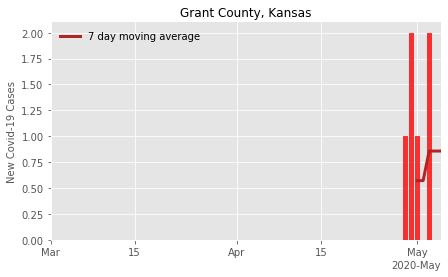 Grant County, Kansas
7 day moving average
New Covid-19 Cases
2.00
1.75
1.50
1.25
1.00
0.75
0.50
0.25
0.00
Mar 15 Apr 15 May
2020-May